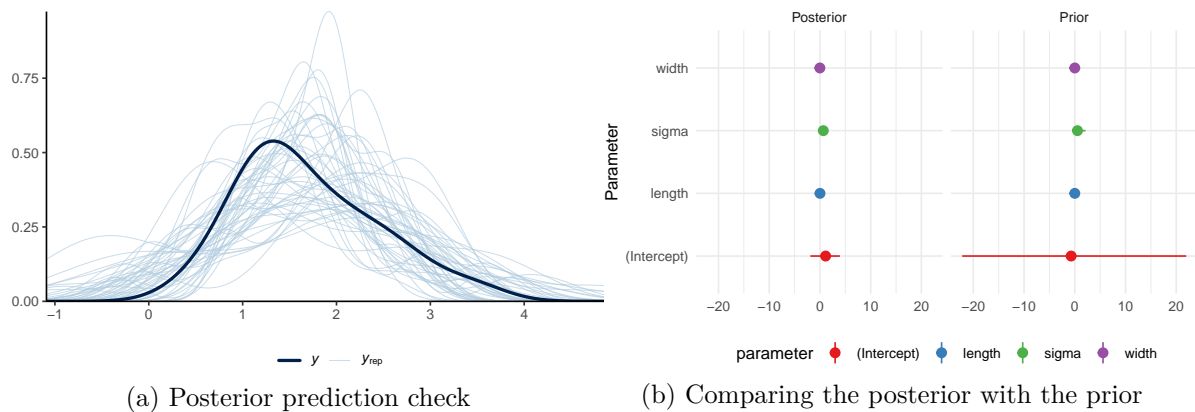 0.75
0.50
0.25
0.00
−1 0 1 2 3 4
y yrep
(a) Posterior prediction check
Posterior Prior
Parameter
width
sigma
length
(Intercept)
−20 −10 0 10 20 −20 −10 0 10 20
parameter (Intercept) length sigma width
(b) Comparing the posterior with the prior